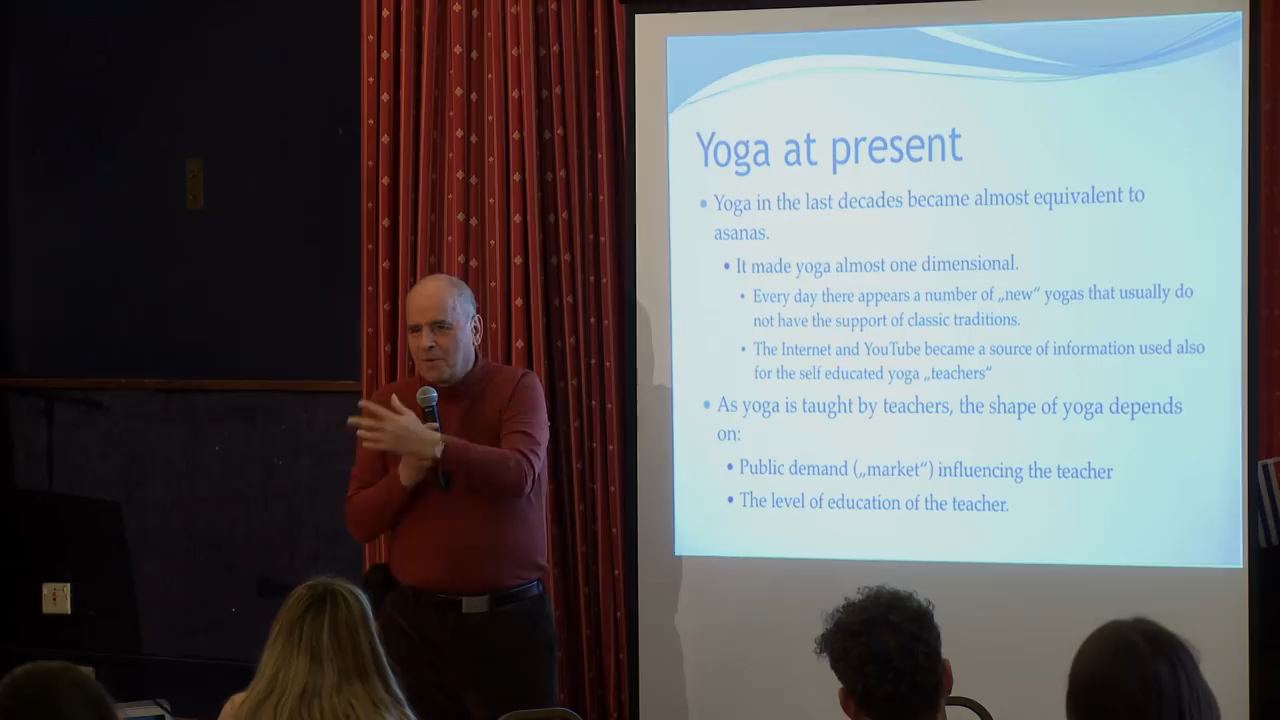 Yoga at present
• Yoga in the last decades became almost equivalent to
asanas.
• It made yoga almost one dimensional.
• Every day there appears a number of „new“ yogas that usually do
not have the support of classic traditions.
• The Internet and YouTube became a source of information used also
for the self educated yoga „teachers“
• As yoga is taught by teachers, the shape of yoga depends
on:
• Public demand („market“) influencing the teacher
• The level of education of the teacher.